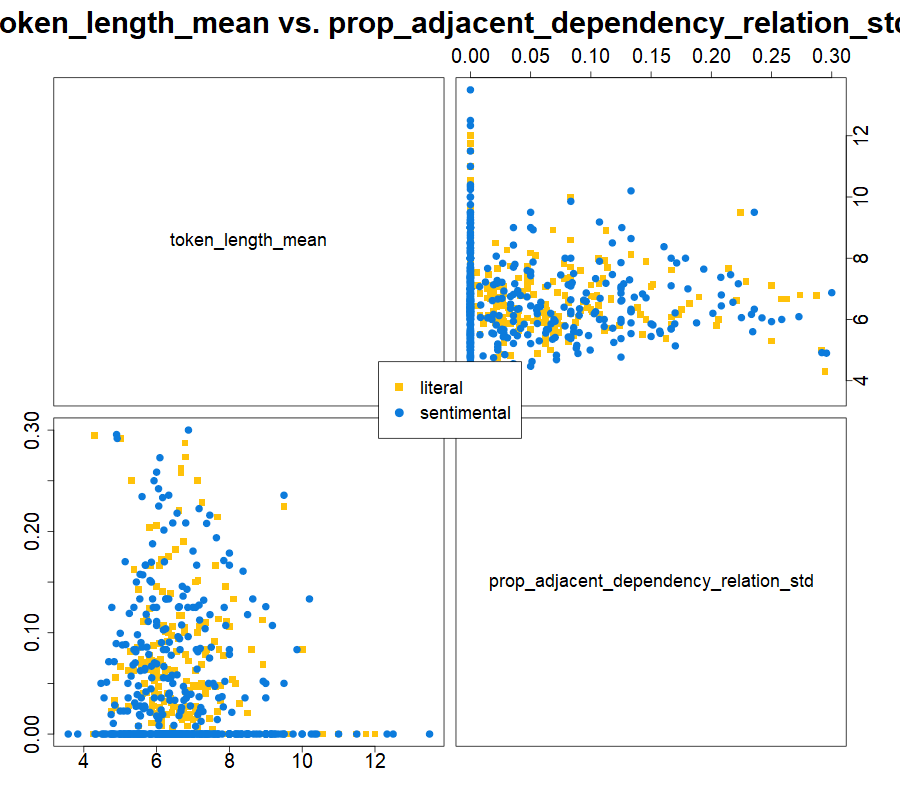 oken_length_mean vs. prop_adjacent_dependency_relation_std
0.00 0.05 0.10 0.15 0.20 0.25 0.30
token_length_mean
4 6 8 10 12
literal
sentimental
0.00 0.10 0.20 0.30
prop_adjacent_dependency_relation_std
4 6 8 10 12